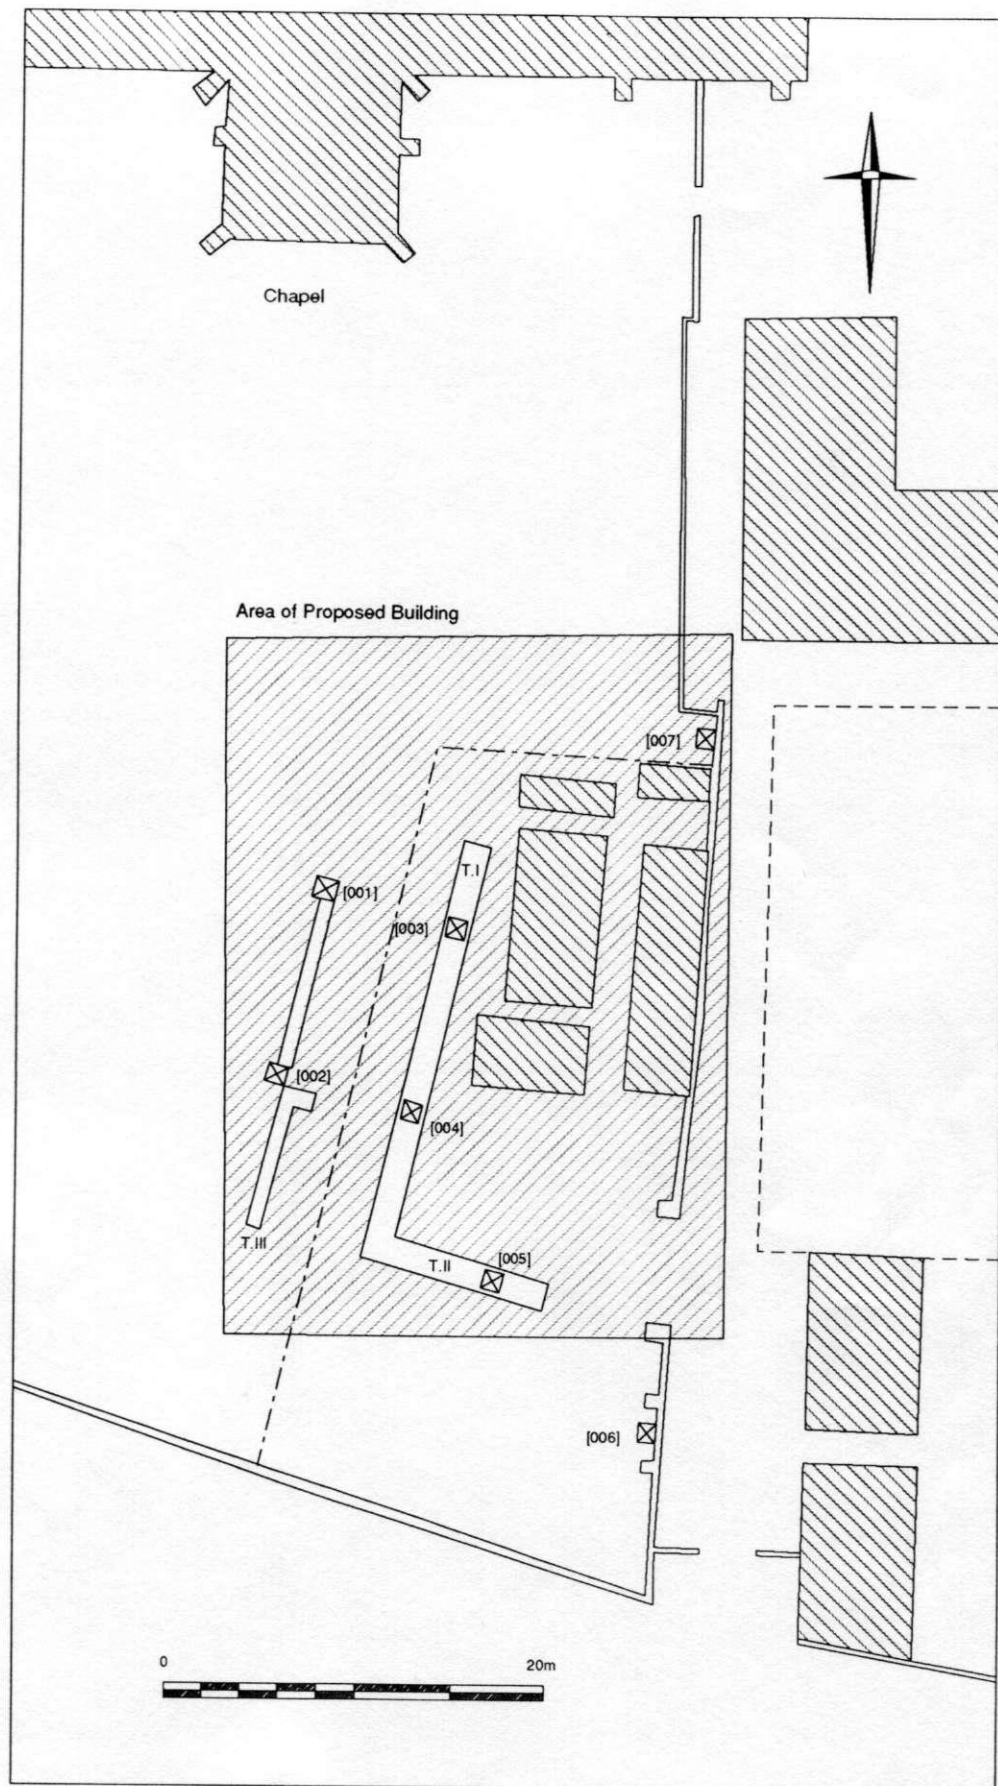 Chapel
Area of Proposed Building
[007]
T.I
[001]
[003]
[002]
[004]
T.III
T.II
[005]
[006]
0
20m